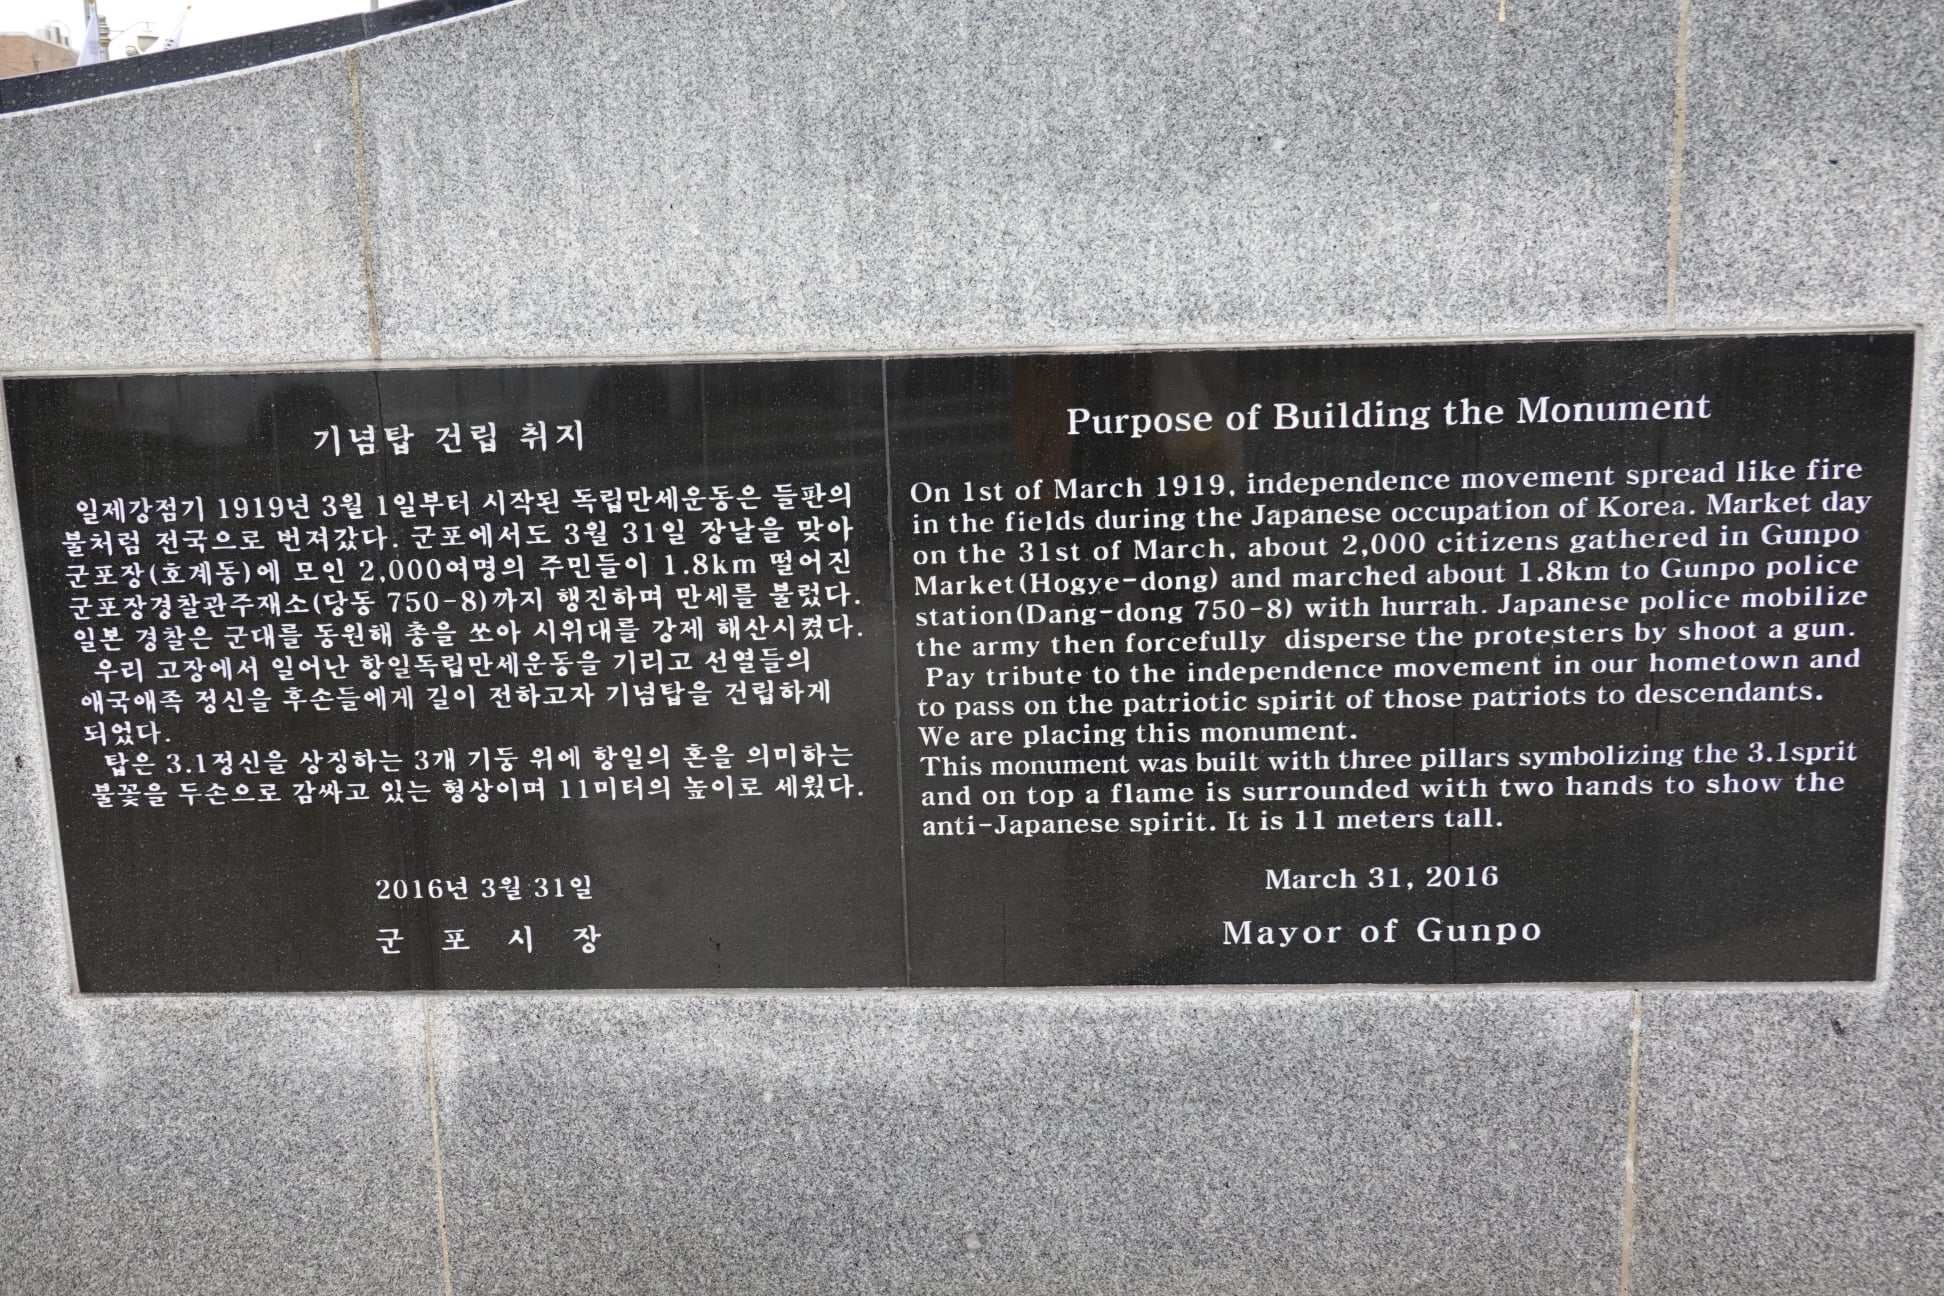 기념탑 건립 취지
일제강점기 1919년 3월 1일부터 시작된 독립만세운동은 들판의
불처럼 전국으로 번져갔다. 군포에서도 3월 31일 장날을 맞아
군포장(호계동)에 모인 2,000여명의 주민들이 1.8km 떨어진
군포장경찰관주재소(당동 750-8)까지 행진하며 만세를 불렀다.
일본 경찰은 군대를 동원해 총을 쏘아 시위대를 강제 해산시켰다.
우리 고장에서 일어난 항일독립만세운동을 기리고 선열들의
애국애족 정신을 후손들에게 길이 전하고자 기념탑을 건립하게
되었다.
탑은 3.1정신을 상징하는 3개 기둥 위에 항일의 혼을 의미하는
불꽃을 두손으로 감싸고 있는 형상이며 11미터의 높이로 세웠다.
2016년 3월 31일
군 포 시 장
Purpose of Building the Monument
On 1st of March 1919, independence movement spread like fire
in the fields during the Japanese occupation of Korea. Market day
on the 31st of March, about 2,000 citizens gathered in Gunpo
Market(Hogye-dong) and marched about 1.8km to Gunpo police
station(Dang-dong 750-8) with hurrah. Japanese police mobilize
the army then forcefully disperse the protesters by shoot a gun.
Pay tribute to the independence movement in our hometown and
to pass on the patriotic spirit of those patriots to descendants.
We are placing this monument.
This monument was built with three pillars symbolizing the 3.1sprit
and on top a flame is surrounded with two hands to show the
anti-Japanese spirit. It is 11 meters tall.
March 31, 2016
Mayor of Gunpo